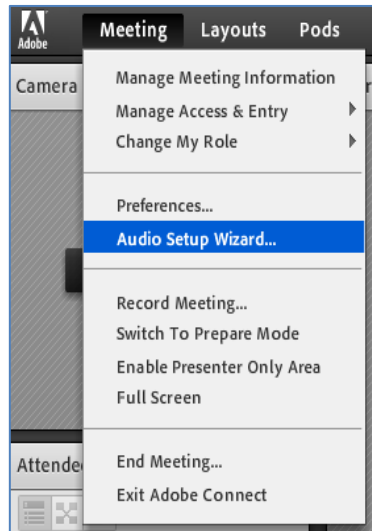 Adobe
Meeting Layouts Pods
Camera
Manage Meeting Information
Manage Access & Entry
Change My Role
Preferences...
Audio Setup Wizard...
Record Meeting...
Switch To Prepare Mode
Enable Presenter Only Area
Full Screen
Attende
End Meeting...
Exit Adobe Connect